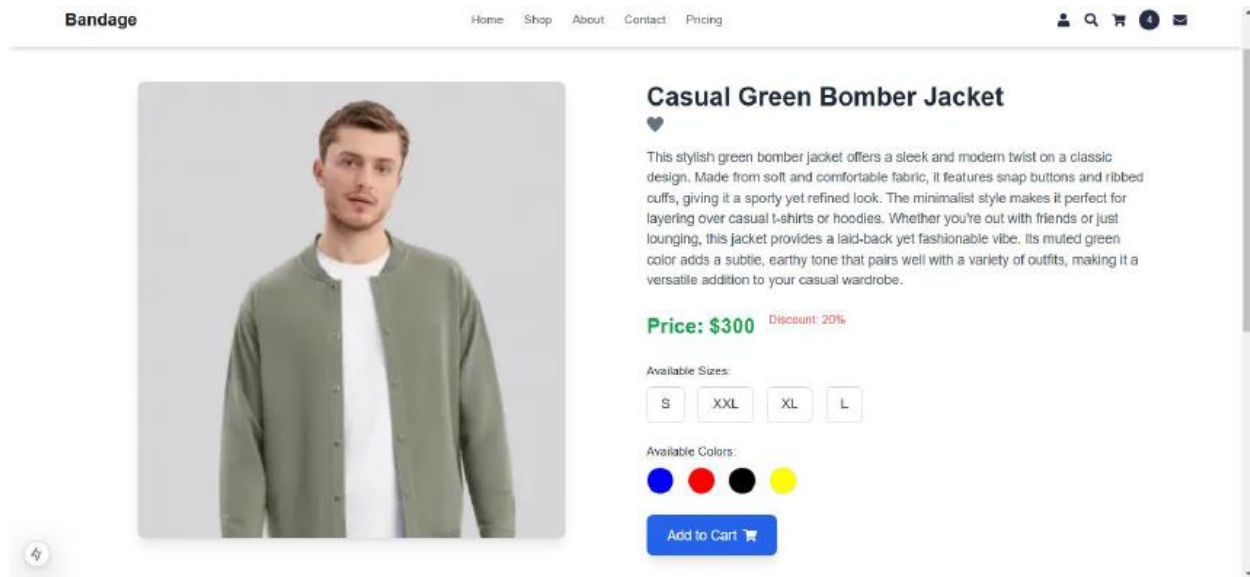 Bandage
Home Shop About Contact Pricing
4
Casual Green Bomber Jacket
This stylish green bomber jacket offers a sleek and modern twist on a classic
design. Made from soft and comfortable fabric, it features snap buttons and ribbed
cuffs, giving it a sporty yet refined look. The minimalist style makes it perfect for
layering over casual t-shirts or hoodies. Whether you're out with friends or just
lounging, this jacket provides a laid-back yet fashionable vibe. Its muted green
color adds a subtle, earthy tone that pairs well with a variety of outfits, making it a
versatile addition to your casual wardrobe.
Price: $300 Discount: 20%
Available Sizes:
S XXL XL L
Available Colors:
Add to Cart